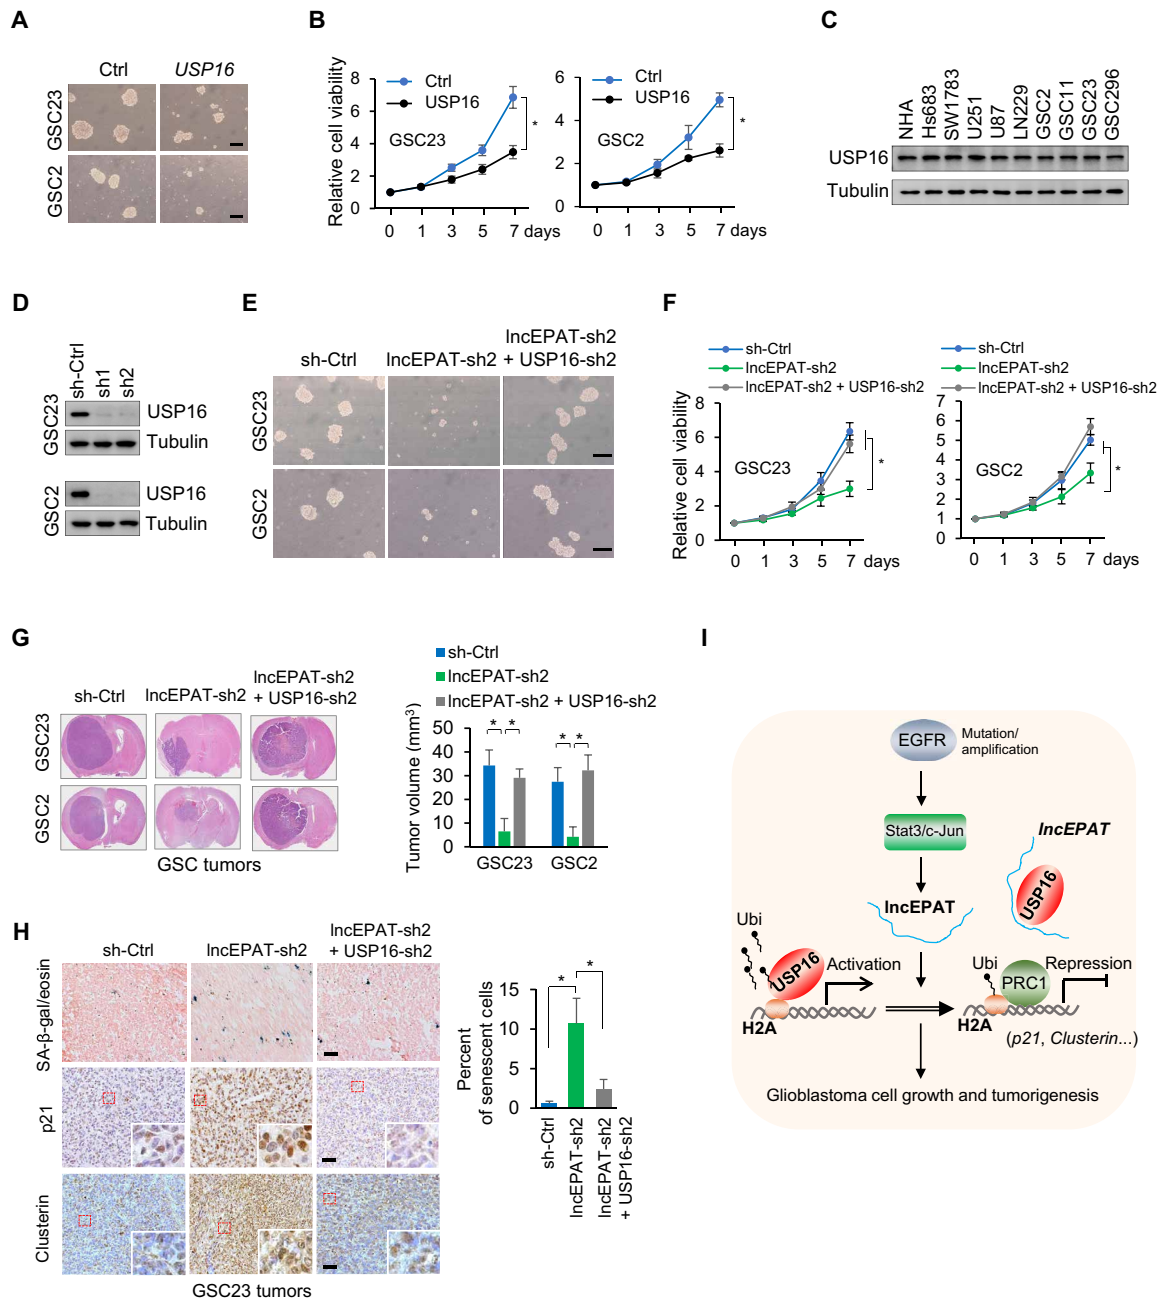 A
Ctrl
USP16
GSC23
GSC2
B
Relative cell viability
8
6
4
2
0
Ctrl
USP16
GSC23
*
0 1 3 5 7 days
6
4
2
0
Ctrl
USP16
GSC2
*
0 1 3 5 7 days
C
NHA
Hs683
SW1783
U251
U87
LN229
GSC2
GSC11
GSC23
GSC296
USP16
Tubulin
D
sh-Ctrl
sh1
sh2
GSC23
USP16
Tubulin
GSC2
USP16
Tubulin
E
sh-Ctrl
lncEPAT-sh2
lncEPAT-sh2
+ USP16-sh2
GSC23
GSC2
F
sh-Ctrl
lncEPAT-sh2
lncEPAT-sh2 + USP16-sh2
Relative cell viability
8
6
4
2
0
GSC23
*
0 1 3 5 7 days
sh-Ctrl
lncEPAT-sh2
lncEPAT-sh2 + USP16-sh2
7
6
5
4
3
2
1
0
GSC2
*
0 1 3 5 7 days
G
sh-Ctrl
lncEPAT-sh2
lncEPAT-sh2
+ USP16-sh2
GSC23
GSC2
GSC tumors
sh-Ctrl
lncEPAT-sh2
lncEPAT-sh2 + USP16-sh2
Tumor volume (mm³)
50
40
30
20
10
0
* *
* *
GSC23
GSC2
H
sh-Ctrl
lncEPAT-sh2
lncEPAT-sh2
+ USP16-sh2
SA-β-gal/eosin
p21
Clusterin
GSC23 tumors
Percent
of senescent cells
15
10
5
0
*
*
sh-Ctrl
lncEPAT-sh2
lncEPAT-sh2
+ USP16-sh2
I
EGFR
Mutation/
amplification
Stat3/c-Jun
lncEPAT
lncEPAT
USP16
Ubi
USP16
Activation
H2A
Ubi
PRC1
Repression
H2A
(p21, Clusterin...)
Glioblastoma cell growth and tumorigenesis